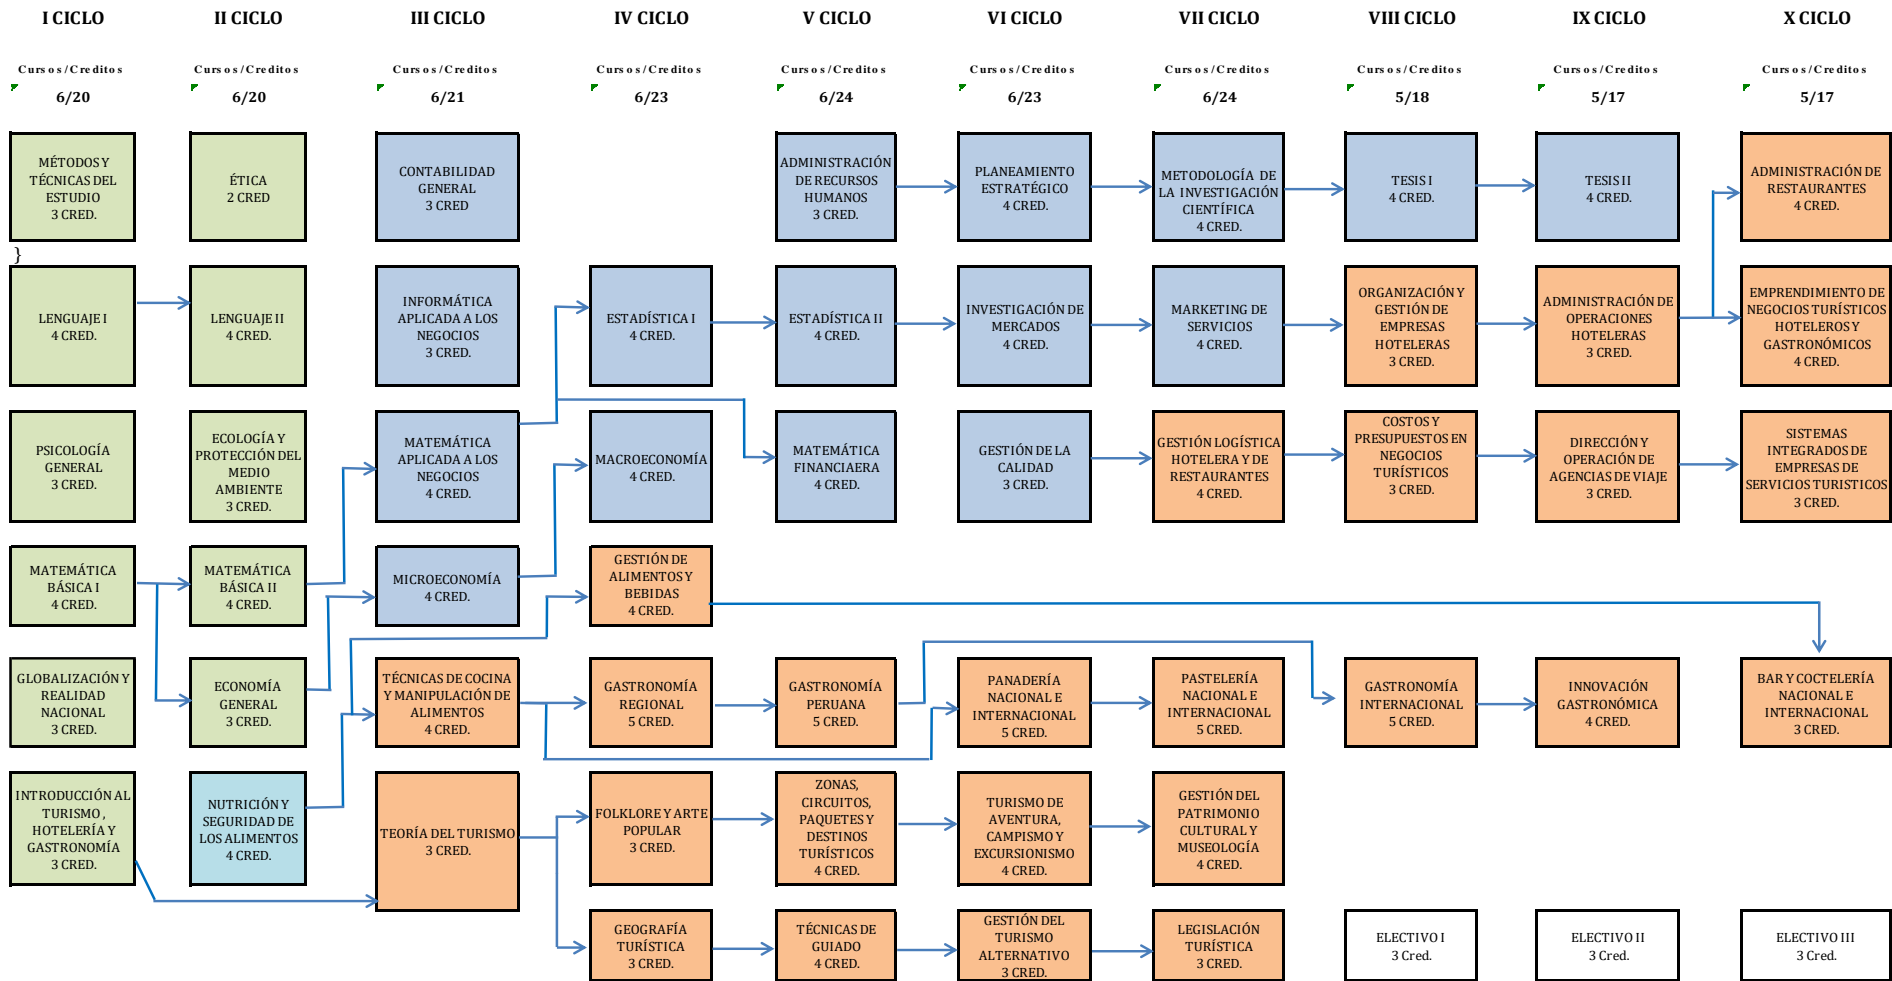 I CICLO
II CICLO
III CICLO
IV CICLO
V CICLO
VI CICLO
VII CICLO
VIII CICLO
IX CICLO
X CICLO
Cursos/Creditos
Cursos/Creditos
Cursos/Creditos
Cursos/Creditos
Cursos/Creditos
Cursos/Creditos
Cursos/Creditos
Cursos/Creditos
Cursos/Creditos
Cursos/Creditos
6/20
6/20
6/21
6/23
6/24
6/23
6/24
5/18
5/17
5/17
MÉTODOS Y
TÉCNICAS DEL
ESTUDIO
3 CRED.
ÉTICA
2 CRED
CONTABILIDAD
GENERAL
3 CRED
ADMINISTRACIÓN
DE RECURSOS
HUMANOS
3 CRED.
PLANEAMIENTO
ESTRATÉGICO
4 CRED.
METODOLOGÍA DE
LA INVESTIGACIÓN
CIENTÍFICA
4 CRED.
TESIS I
4 CRED.
TESIS II
4 CRED.
ADMINISTRACIÓN DE
RESTAURANTES
4 CRED.
}
LENGUAJE I
4 CRED.
LENGUAJE II
4 CRED.
INFORMÁTICA
APLICADA A LOS
NEGOCIOS
3 CRED.
ESTADÍSTICA I
4 CRED.
ESTADÍSTICA II
4 CRED.
INVESTIGACIÓN DE
MERCADOS
4 CRED.
MARKETING DE
SERVICIOS
4 CRED.
ORGANIZACIÓN Y
GESTIÓN DE
EMPRESAS
HOTELERAS
3 CRED.
ADMINISTRACIÓN DE
OPERACIONES
HOTELERAS
3 CRED.
EMPRENDIMIENTO DE
NEGOCIOS TURÍSTICOS
HOTELEROS Y
GASTRONÓMICOS
4 CRED.
PSICOLOGÍA
GENERAL
3 CRED.
ECOLOGÍA Y
PROTECCIÓN DEL
MEDIO
AMBIENTE
3 CRED.
MATEMÁTICA
APLICADA A LOS
NEGOCIOS
4 CRED.
MACROECONOMÍA
4 CRED.
MATEMÁTICA
FINANCIAERA
4 CRED.
GESTIÓN DE LA
CALIDAD
3 CRED.
GESTIÓN LOGÍSTICA
HOTELERA Y DE
RESTAURANTES
4 CRED.
COSTOS Y
PRESUPUESTOS EN
NEGOCIOS
TURÍSTICOS
3 CRED.
DIRECCIÓN Y
OPERACIÓN DE
AGENCIAS DE VIAJE
3 CRED.
SISTEMAS
INTEGRADOS DE
EMPRESAS DE
SERVICIOS TURISTICOS
3 CRED.
MATEMÁTICA
BÁSICA I
4 CRED.
MATEMÁTICA
BÁSICA II
4 CRED.
MICROECONOMÍA
4 CRED.
GESTIÓN DE
ALIMENTOS Y
BEBIDAS
4 CRED.
GLOBALIZACIÓN Y
REALIDAD
NACIONAL
3 CRED.
ECONOMÍA
GENERAL
3 CRED.
TÉCNICAS DE COCINA
Y MANIPULACIÓN DE
ALIMENTOS
4 CRED.
GASTRONOMÍA
REGIONAL
5 CRED.
GASTRONOMÍA
PERUANA
5 CRED.
PANADERÍA
NACIONAL E
INTERNACIONAL
5 CRED.
PASTELERÍA
NACIONAL E
INTERNACIONAL
5 CRED.
GASTRONOMÍA
INTERNACIONAL
5 CRED.
INNOVACIÓN
GASTRONÓMICA
4 CRED.
BAR Y COCTELERÍA
NACIONAL E
INTERNACIONAL
3 CRED.
INTRODUCCIÓN AL
TURISMO ,
HOTELERÍA Y
GASTRONOMÍA
3 CRED.
NUTRICIÓN Y
SEGURIDAD DE
LOS ALIMENTOS
4 CRED.
TEORÍA DEL TURISMO
3 CRED.
FOLKLORE Y ARTE
POPULAR
3 CRED.
ZONAS,
CIRCUITOS,
PAQUETES Y
DESTINOS
TURÍSTICOS
4 CRED.
TURISMO DE
AVENTURA,
CAMPISMO Y
EXCURSIONISMO
4 CRED.
GESTIÓN DEL
PATRIMONIO
CULTURAL Y
MUSEOLOGÍA
4 CRED.
GEOGRAFÍA
TURÍSTICA
3 CRED.
TÉCNICAS DE
GUIADO
4 CRED.
GESTIÓN DEL
TURISMO
ALTERNATIVO
3 CRED.
LEGISLACIÓN
TURÍSTICA
3 CRED.
ELECTIVO I
3 Cred.
ELECTIVO II
3 Cred.
ELECTIVO III
3 Cred.